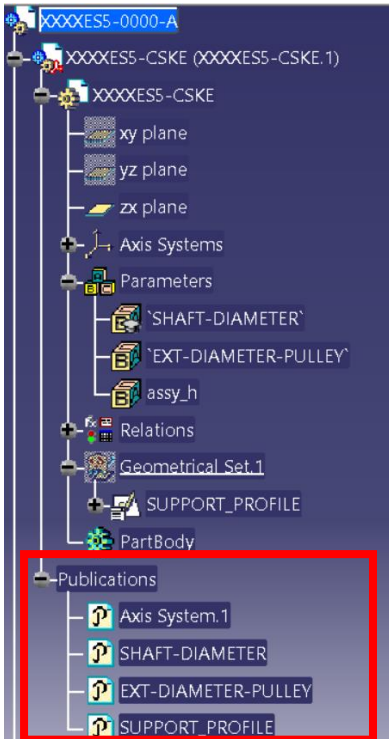 XXXXES5-0000-A
XXXXES5-CSKE (XXXXES5-CSKE.1)
XXXXES5-CSKE
xy plane
yz plane
zx plane
Axis Systems
Parameters
`SHAFT-DIAMETER`
`EXT-DIAMETER-PULLEY`
assy_h
Relations
Geometrical Set.1
SUPPORT_PROFILE
PartBody
Publications
Axis System.1
SHAFT-DIAMETER
EXT-DIAMETER-PULLEY
SUPPORT_PROFILE